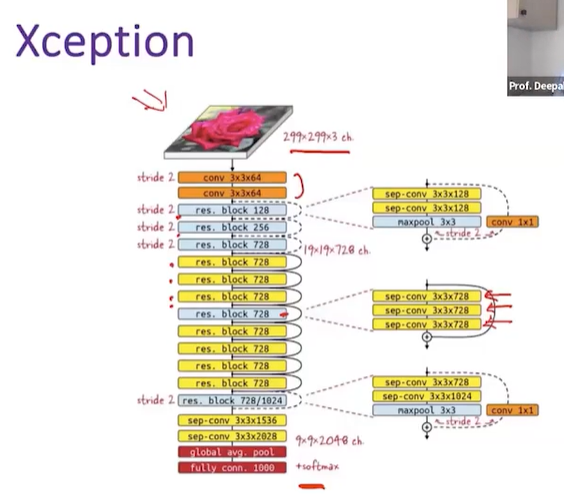 Xception
Prof. Deepa
299×299×3 ch.
stride 2 conv 3x3x64
conv 3x3x64
stride 2 res. block 128
stride 2 res. block 256
stride 2 res. block 728
19×19×728 ch.
res. block 728
res. block 728
res. block 728
res. block 728
res. block 728
res. block 728
res. block 728
res. block 728
stride 2 res. block 728/1024
sep-conv 3x3x1536
sep-conv 3x3x2028
9×9×2048 ch.
global avg. pool
fully conn. 1000 +softmax
sep-conv 3x3x128
sep-conv 3x3x128
maxpool 3x3 conv 1x1
stride 2
sep-conv 3x3x728
sep-conv 3x3x728
sep-conv 3x3x728
sep-conv 3x3x728
sep-conv 3x3x1024
maxpool 3x3 conv 1x1
stride 2